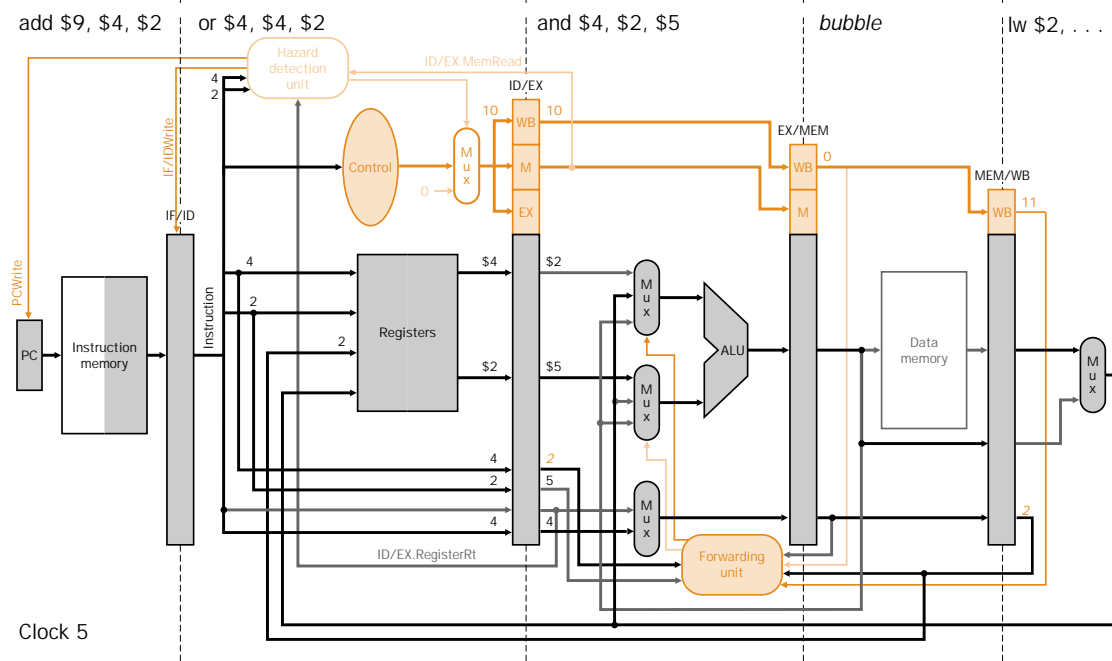 add $9, $4, $2
or $4, $4, $2
and $4, $2, $5
bubble
lw $2, . . .
Hazard
detection
unit
ID/EX.MemRead
4
2
ID/EX
10
10
WB
EX/MEM
PCWrite
IF/IDWrite
Control
M
u
x
0
M
WB
0
MEM/WB
EX
M
WB
11
IF/ID
4
$4
$2
M
u
x
2
Instruction
Registers
2
PC
Instruction
memory
ALU
Data
memory
M
u
x
$2
$5
M
u
x
4
2
2
5
M
u
x
2
4
4
ID/EX.RegisterRt
Forwarding
unit
Clock 5